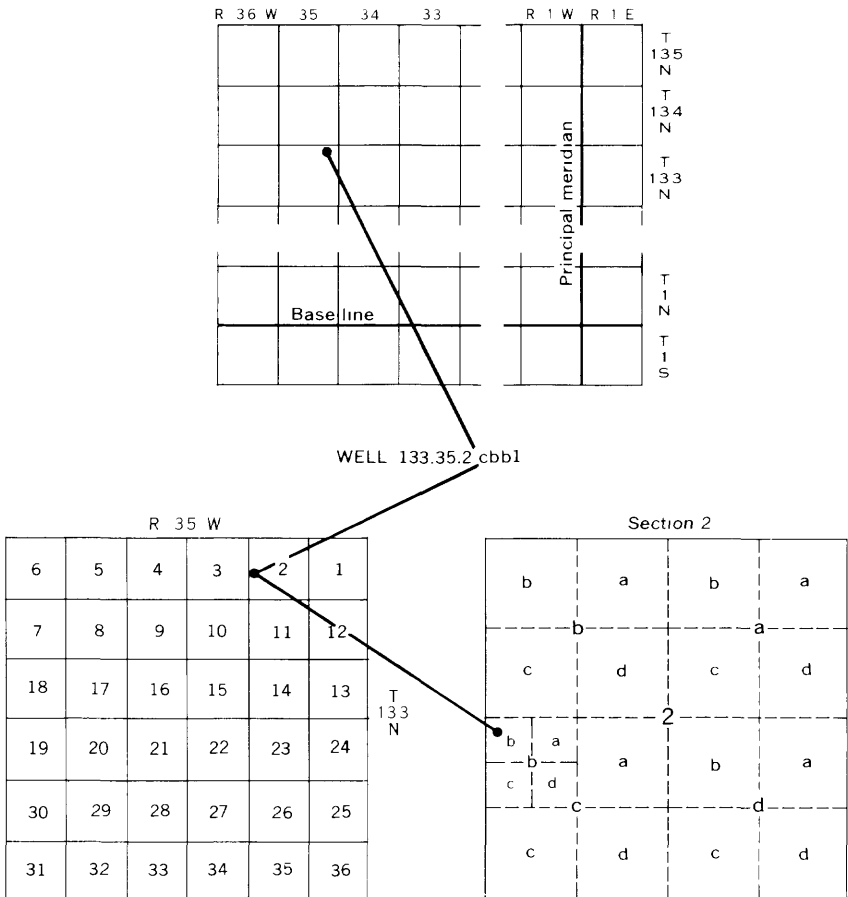 R 36 W 35 34 33 R 1 W R 1 E
T
135
N
T
134
N
T
133
N
Principal meridian
T
1
N
Base line
T
1
S
WELL 133.35.2 cbb1
R 35 W
6 5 4 3 2 1
7 8 9 10 11 12
18 17 16 15 14 13
T
133
N
19 20 21 22 23 24
30 29 28 27 26 25
31 32 33 34 35 36
Section 2
b a b a
b a
c d c d
2
b a
b
a b a
c d
c d
c d c d